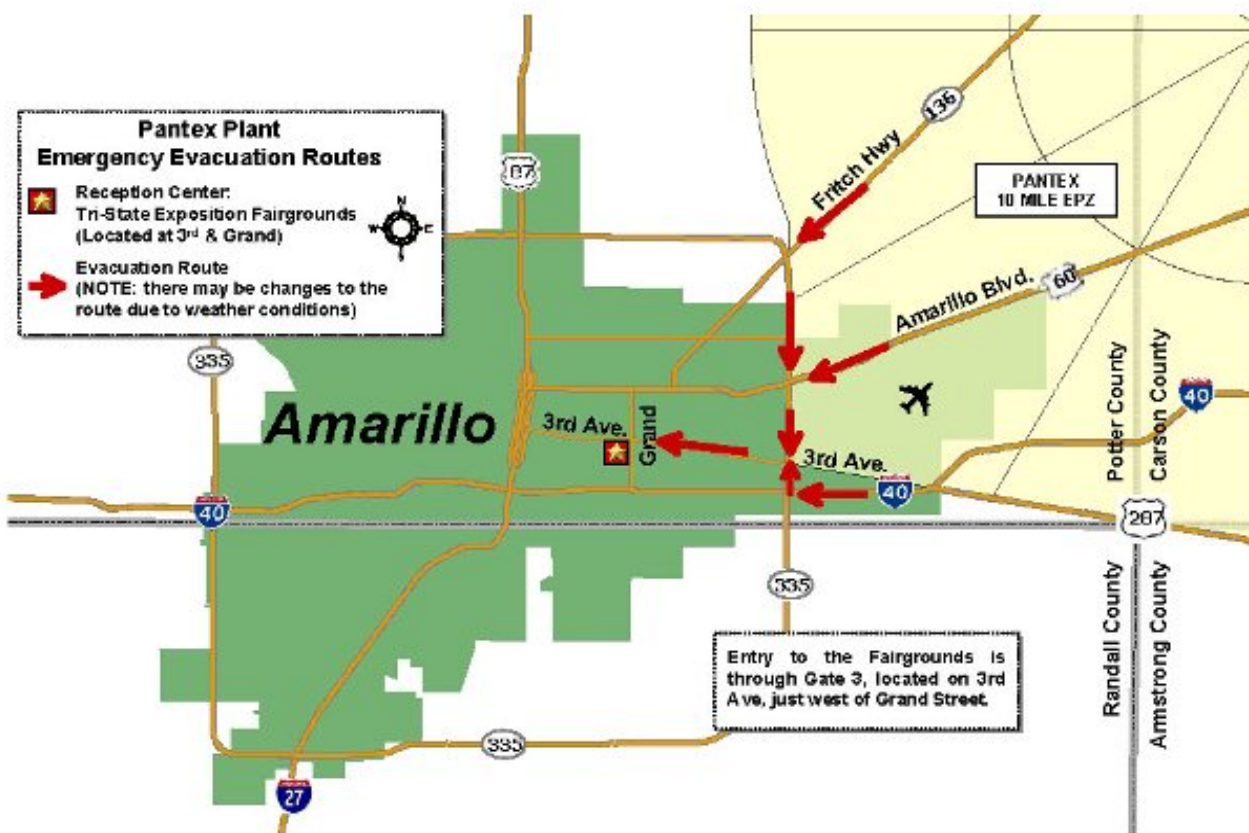 Pantex Plant
Emergency Evacuation Routes
Reception Center:
Tri-State Exposition Fairgrounds
(Located at 3rd & Grand)
N
W
E
S
Evacuation Route
(NOTE: there may be changes to the
route due to weather conditions)
87
136
Fritch Hwy
PANTEX
10 MILE EPZ
60
Amarillo Blvd.
335
Amarillo
3rd Ave.
Grand
3rd Ave.
40
40
40
Potter County
Carson County
287
335
Randall County
Armstrong County
Entry to the Fairgrounds is
through Gate 3, located on 3rd
Ave, just west of Grand Street.
335
27